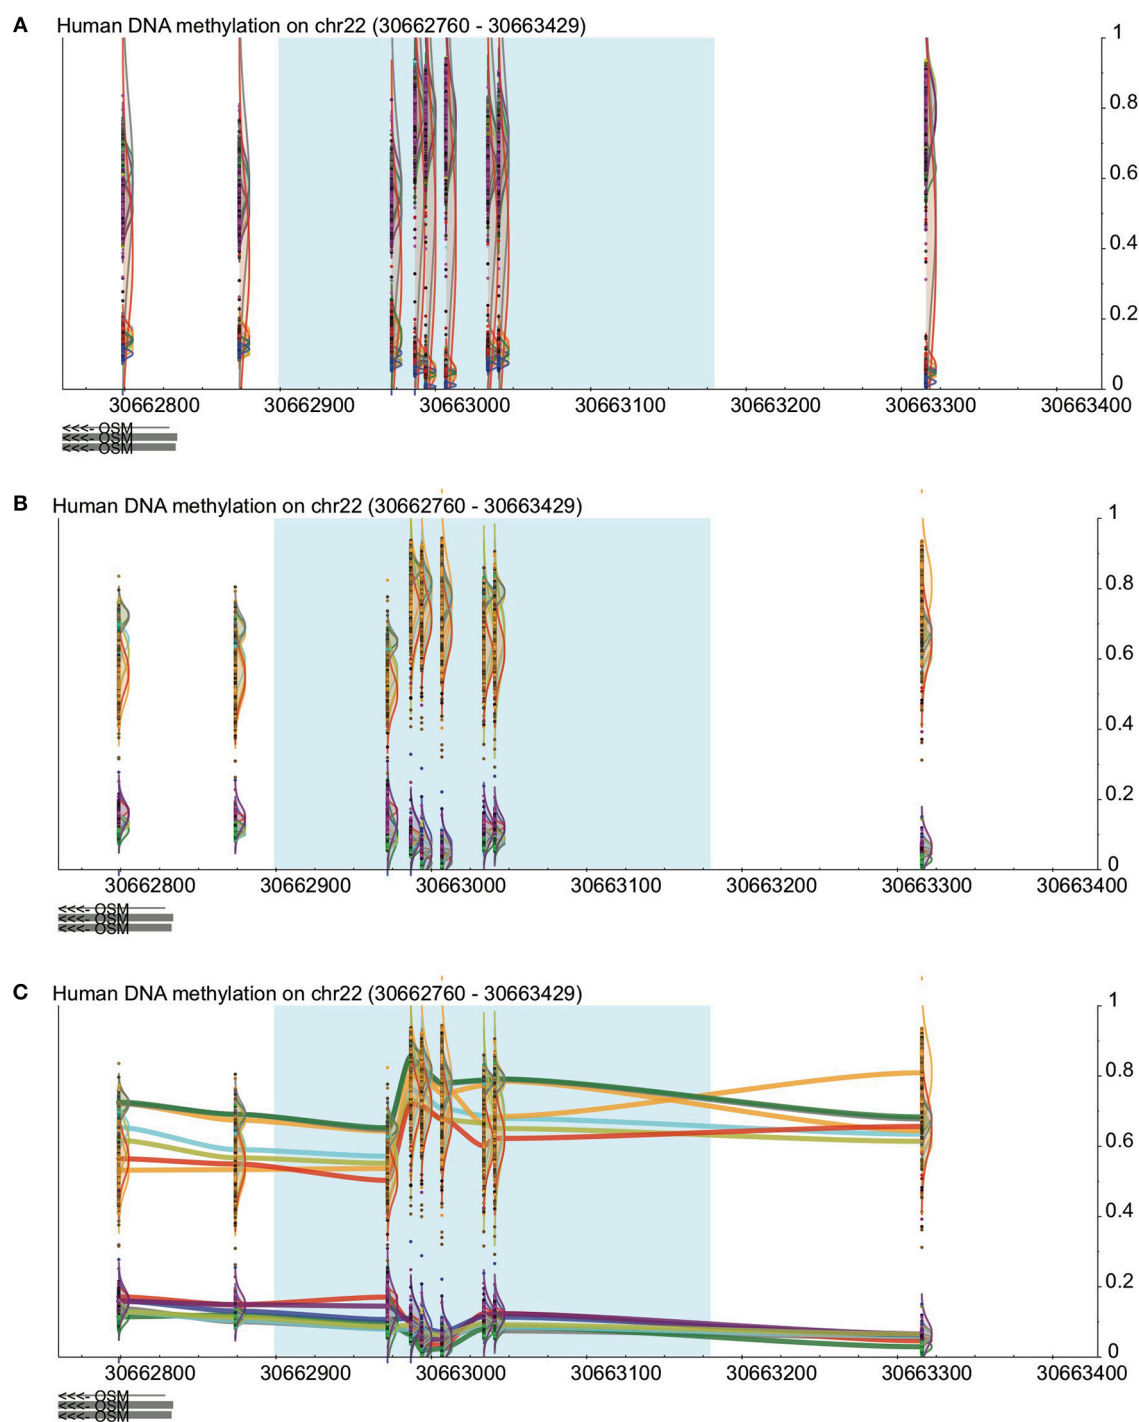 A Human DNA methylation on chr22 (30662760 - 30663429)
1
0.8
0.6
0.4
0.2
0
30662800 30662900 30663000 30663100 30663200 30663300 30663400
<<<- OSM
<<<- OSM
<<<- OSM
B Human DNA methylation on chr22 (30662760 - 30663429)
1
0.8
0.6
0.4
0.2
0
30662800 30662900 30663000 30663100 30663200 30663300 30663400
<<<- OSM
<<<- OSM
<<<- OSM
C Human DNA methylation on chr22 (30662760 - 30663429)
1
0.8
0.6
0.4
0.2
0
30662800 30662900 30663000 30663100 30663200 30663300 30663400
<<<- OSM
<<<- OSM
<<<- OSM